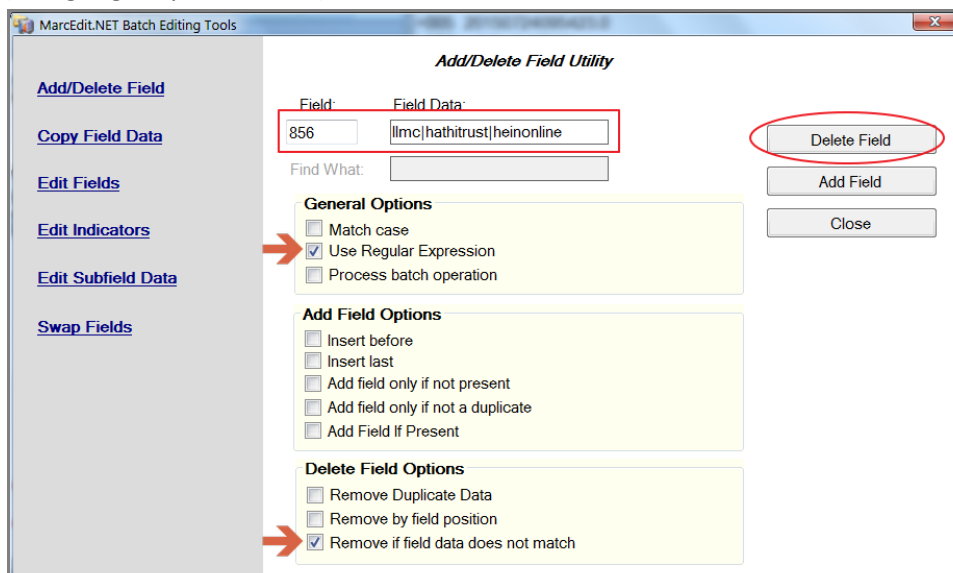 MarcEdit.NET Batch Editing Tools
Add/Delete Field Utility
Add/Delete Field
Copy Field Data
Edit Fields
Edit Indicators
Edit Subfield Data
Swap Fields
Field: Field Data:
856 llmc|hathitrust|heinonline
Find What:
General Options
Match case
Use Regular Expression
Process batch operation
Add Field Options
Insert before
Insert last
Add field only if not present
Add field only if not a duplicate
Add Field If Present
Delete Field Options
Remove Duplicate Data
Remove by field position
Remove if field data does not match
Delete Field
Add Field
Close